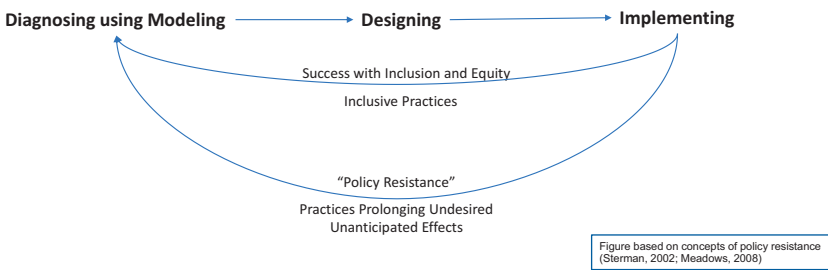 Diagnosing using Modeling Designing Implementing
Success with Inclusion and Equity
Inclusive Practices
“Policy Resistance”
Practices Prolonging Undesired
Unanticipated Effects
Figure based on concepts of policy resistance
(Sterman, 2002; Meadows, 2008)